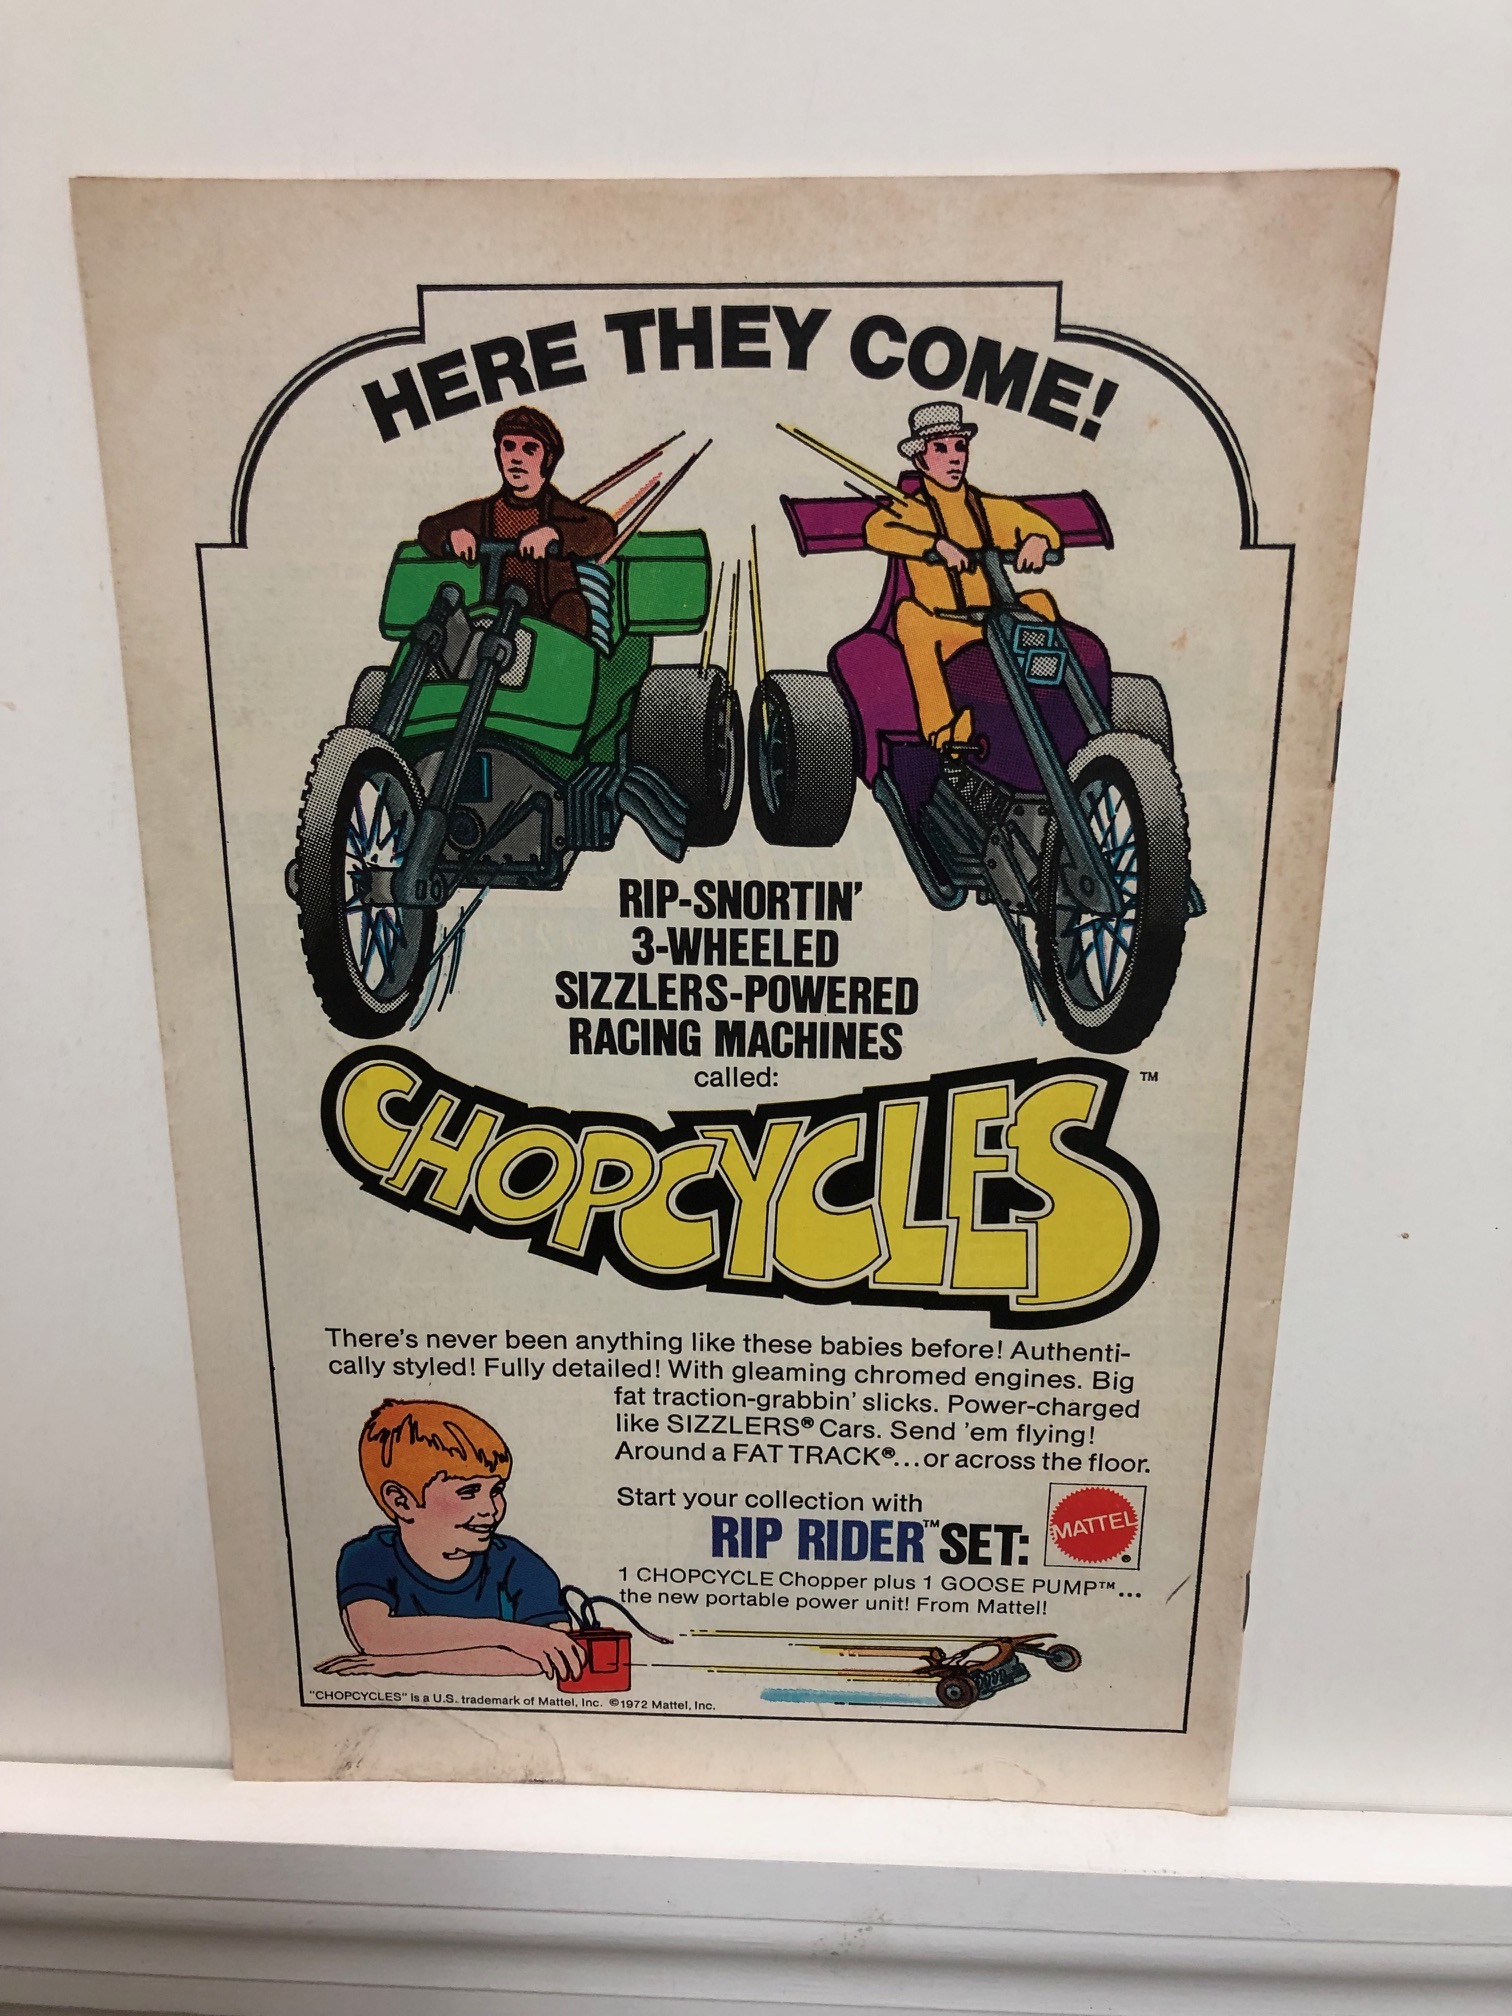 HERE THEY COME!
RIP-SNORTIN'
3-WHEELED
SIZZLERS-POWERED
RACING MACHINES
called:
CHOPCYCLES™
There's never been anything like these babies before! Authenti-
cally styled! Fully detailed! With gleaming chromed engines. Big
fat traction-grabbin' slicks. Power-charged
like SIZZLERS® Cars. Send 'em flying!
Around a FAT TRACK®...or across the floor.
Start your collection with
RIP RIDER™ SET:
MATTEL®
1 CHOPCYCLE Chopper plus 1 GOOSE PUMP™...
the new portable power unit! From Mattel!
"CHOPCYCLES" is a U.S. trademark of Mattel, Inc. ©1972 Mattel, Inc.